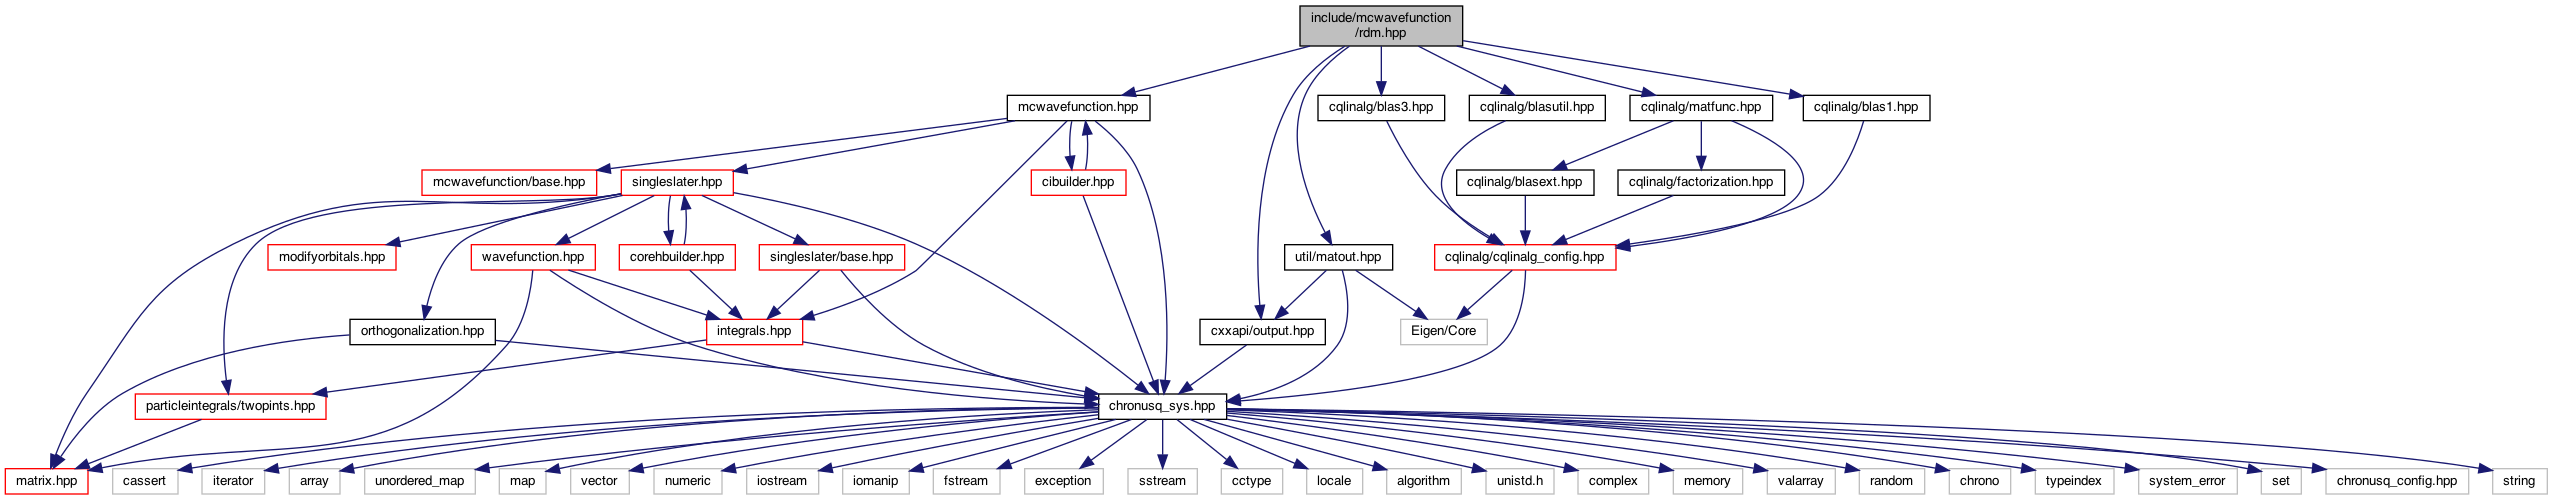 include/mcwavefunction
/rdm.hpp
mcwavefunction.hpp
cqlinalg/blas3.hpp
cqlinalg/blasutil.hpp
cqlinalg/matfunc.hpp
cqlinalg/blas1.hpp
mcwavefunction/base.hpp
singleslater.hpp
cibuilder.hpp
cqlinalg/blasext.hpp
cqlinalg/factorization.hpp
modifyorbitals.hpp
wavefunction.hpp
corehbuilder.hpp
singleslater/base.hpp
util/matout.hpp
cqlinalg/cqlinalg_config.hpp
orthogonalization.hpp
integrals.hpp
cxxapi/output.hpp
Eigen/Core
particleintegrals/twopints.hpp
chronusq_sys.hpp
matrix.hpp
cassert
iterator
array
unordered_map
map
vector
numeric
iostream
iomanip
fstream
exception
sstream
cctype
locale
algorithm
unistd.h
complex
memory
valarray
random
chrono
typeindex
system_error
set
chronusq_config.hpp
string